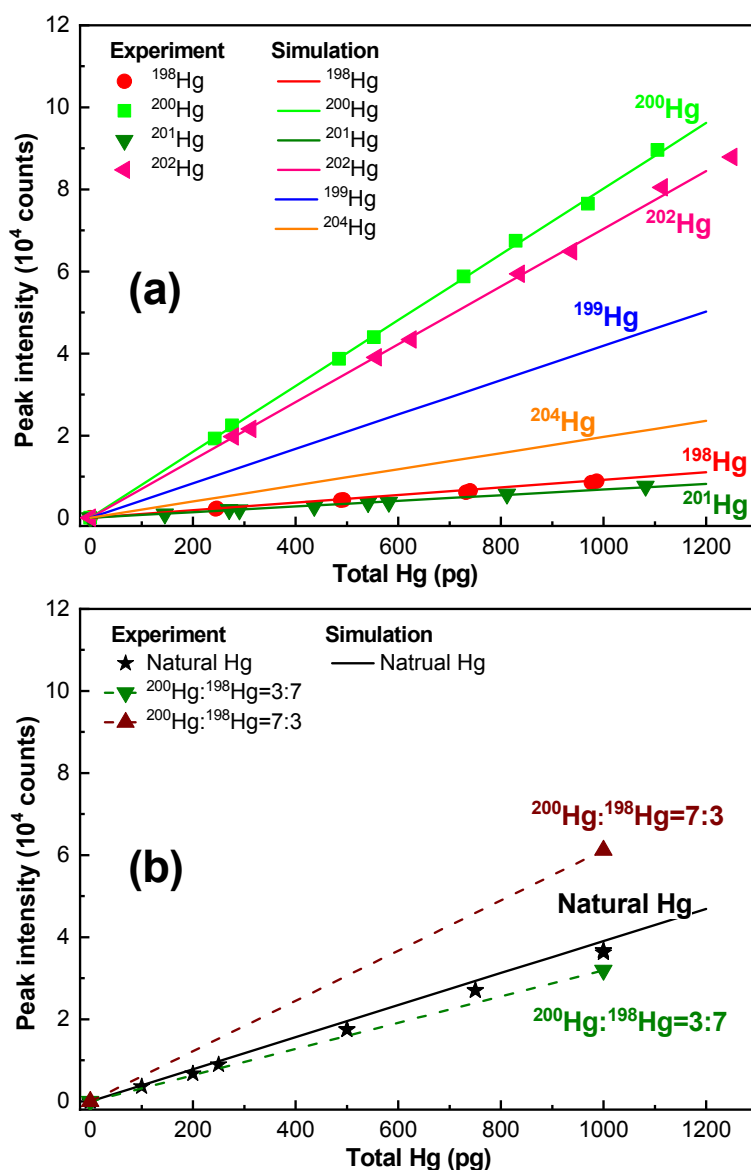 12
10
8
6
4
2
0
Peak intensity (10⁴ counts)
Experiment Simulation
¹⁹⁸Hg ¹⁹⁸Hg
²⁰⁰Hg ²⁰⁰Hg
²⁰¹Hg ²⁰¹Hg
²⁰²Hg ²⁰²Hg
¹⁹⁹Hg
²⁰⁴Hg
(a)
²⁰⁰Hg
²⁰²Hg
¹⁹⁹Hg
²⁰⁴Hg
¹⁹⁸Hg
²⁰¹Hg
0 200 400 600 800 1000 1200
Total Hg (pg)
12
10
8
6
4
2
0
Peak intensity (10⁴ counts)
Experiment Simulation
Natural Hg Natrual Hg
²⁰⁰Hg:¹⁹⁸Hg=3:7
²⁰⁰Hg:¹⁹⁸Hg=7:3
(b)
²⁰⁰Hg:¹⁹⁸Hg=7:3
Natural Hg
²⁰⁰Hg:¹⁹⁸Hg=3:7
0 200 400 600 800 1000 1200
Total Hg (pg)